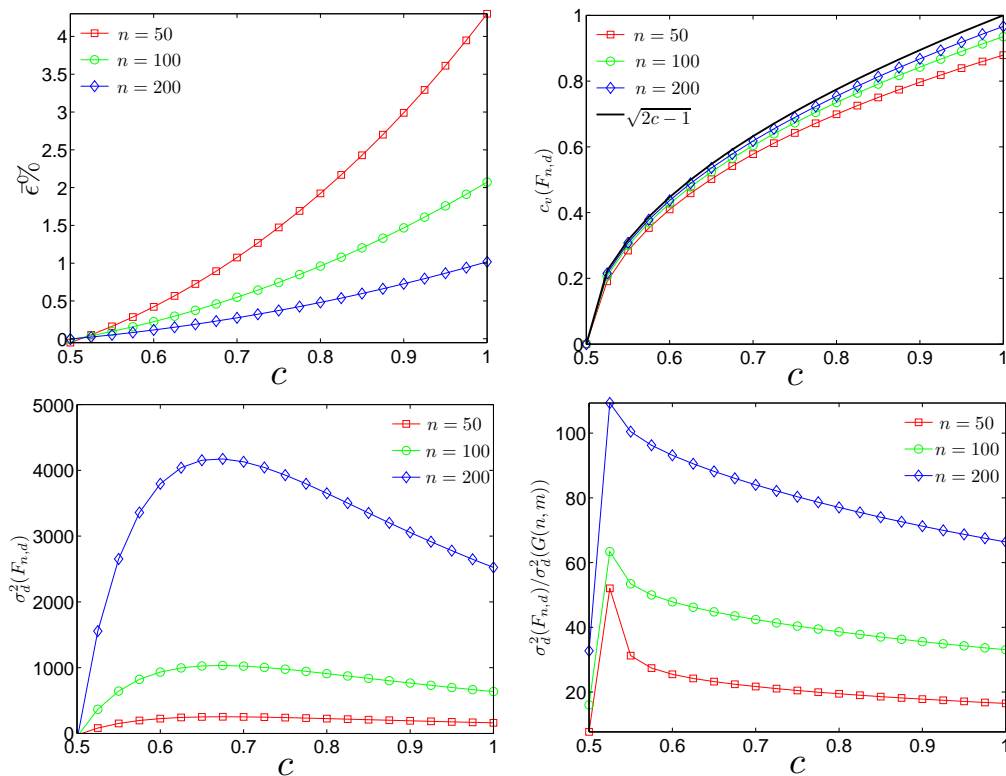 4
3.5
3
2.5
2
1.5
1
0.5
0
ϵ̄%
n = 50
n = 100
n = 200
0.5 0.6 0.7 0.8 0.9 1
c
1
0.8
0.6
0.4
0.2
0
c_v(F_{n,d})
n = 50
n = 100
n = 200
√2c − 1
0.5 0.6 0.7 0.8 0.9 1
c
5000
4000
3000
2000
1000
0
σ_d^2(F_{n,d})
n = 50
n = 100
n = 200
0.5 0.6 0.7 0.8 0.9 1
c
100
80
60
40
20
σ_d^2(F_{n,d})/σ_d^2(G(n, m))
n = 50
n = 100
n = 200
0.5 0.6 0.7 0.8 0.9 1
c